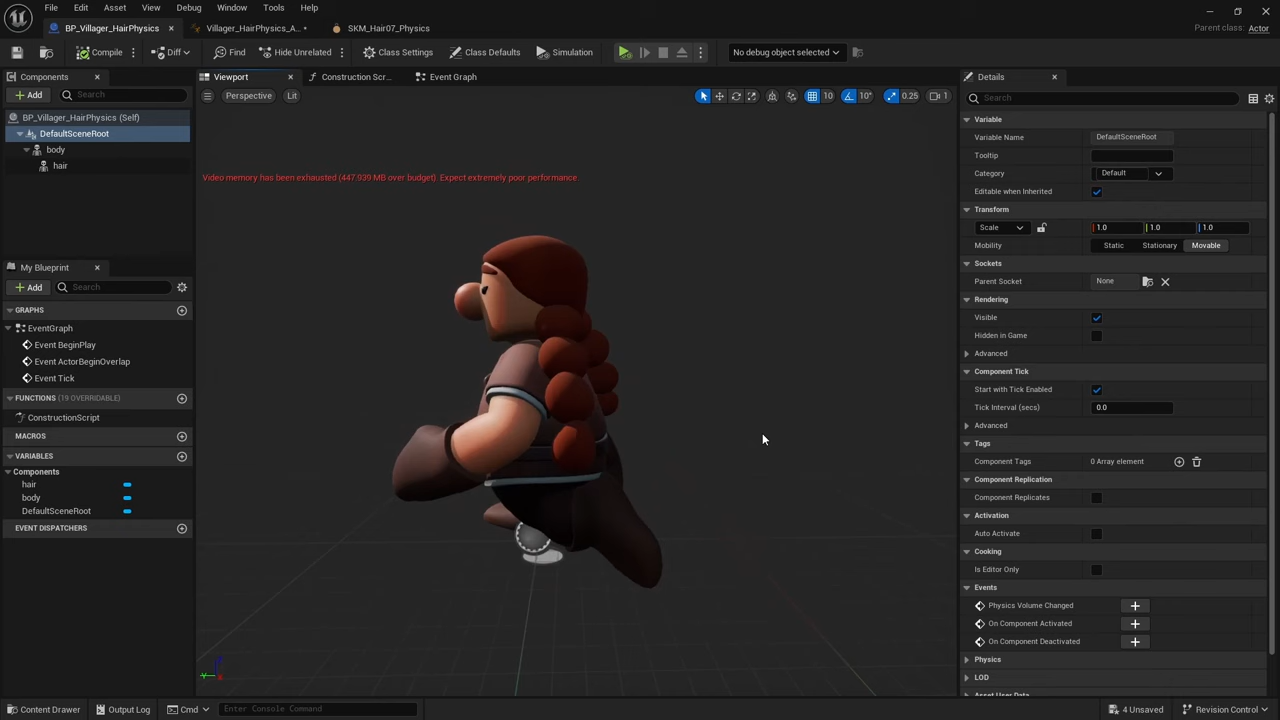 File Edit Asset View Debug Window Tools Help
Parent class: Actor
BP_Villager_HairPhysics Villager_HairPhysics_A... • SKM_Hair07_Physics
Compile Diff Find Hide Unrelated Class Settings Class Defaults Simulation No debug object selected
Components
Add Search
BP_Villager_HairPhysics (Self)
DefaultSceneRoot
body
hair
My Blueprint
Add Search
GRAPHS
EventGraph
Event BeginPlay
Event ActorBeginOverlap
Event Tick
FUNCTIONS (19 OVERRIDABLE)
ConstructionScript
MACROS
VARIABLES
Components
hair
body
DefaultSceneRoot
EVENT DISPATCHERS
Viewport Construction Scr... Event Graph
Perspective Lit 10 10° 0.25 1
Video memory has been exhausted (447.939 MB over budget). Expect extremely poor performance.
Details
Search
Variable
Variable Name DefaultSceneRoot
Tooltip
Category Default
Editable when Inherited
Transform
Scale 1.0 1.0 1.0
Mobility Static Stationary Movable
Sockets
Parent Socket None
Rendering
Visible
Hidden in Game
Advanced
Component Tick
Start with Tick Enabled
Tick Interval (secs) 0.0
Advanced
Tags
Component Tags 0 Array element
Component Replication
Component Replicates
Activation
Auto Activate
Cooking
Is Editor Only
Events
Physics Volume Changed
On Component Activated
On Component Deactivated
Physics
LOD
Asset User Data
Content Drawer Output Log Cmd Enter Console Command 4 Unsaved Revision Control